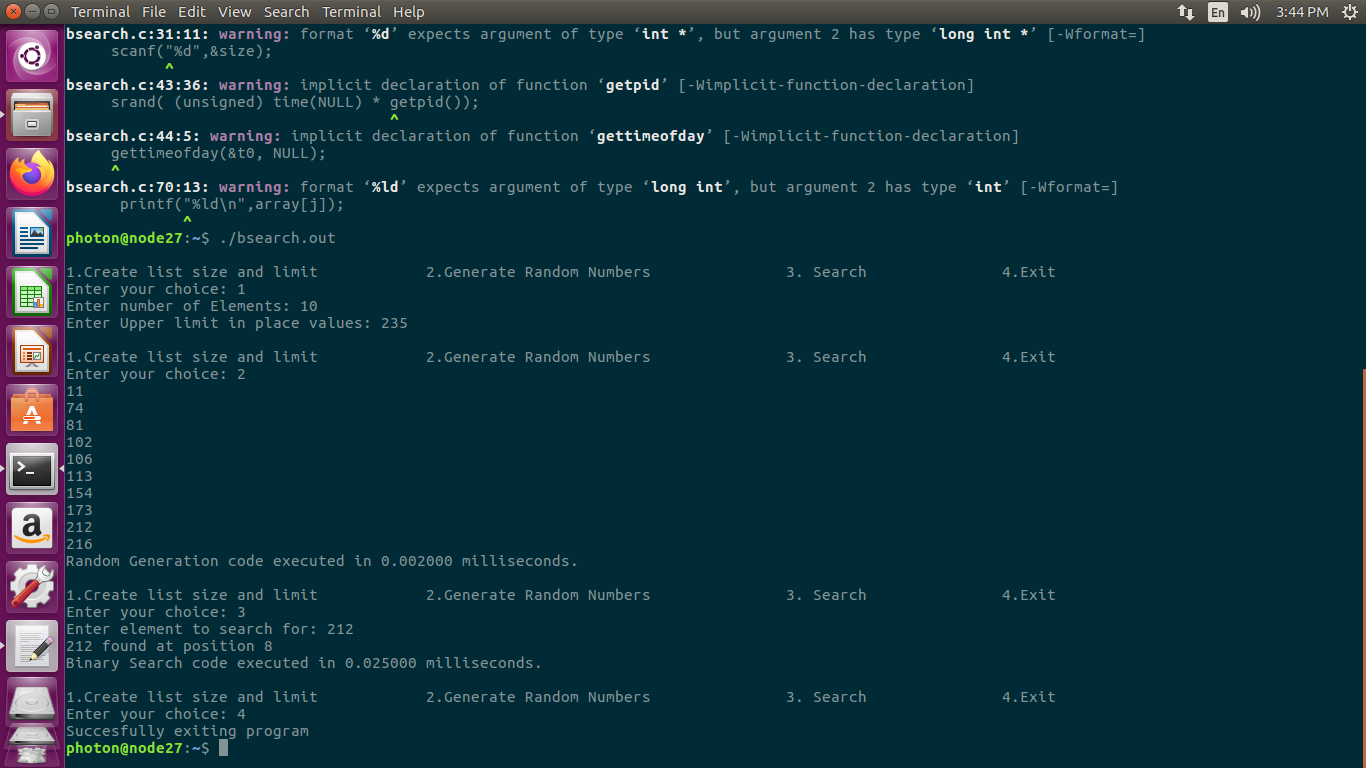 Terminal File Edit View Search Terminal Help En 3:44 PM
bsearch.c:31:11: warning: format ‘%d’ expects argument of type ‘int *’, but argument 2 has type ‘long int *’ [-Wformat=]
scanf("%d",&size);
^
bsearch.c:43:36: warning: implicit declaration of function ‘getpid’ [-Wimplicit-function-declaration]
srand( (unsigned) time(NULL) * getpid());
^
bsearch.c:44:5: warning: implicit declaration of function ‘gettimeofday’ [-Wimplicit-function-declaration]
gettimeofday(&t0, NULL);
^
bsearch.c:70:13: warning: format ‘%ld’ expects argument of type ‘long int’, but argument 2 has type ‘int’ [-Wformat=]
printf("%ld\n",array[j]);
^
photon@node27:~$ ./bsearch.out
1.Create list size and limit 2.Generate Random Numbers 3. Search 4.Exit
Enter your choice: 1
Enter number of Elements: 10
Enter Upper limit in place values: 235
1.Create list size and limit 2.Generate Random Numbers 3. Search 4.Exit
Enter your choice: 2
11
74
81
102
106
113
154
173
212
216
Random Generation code executed in 0.002000 milliseconds.
1.Create list size and limit 2.Generate Random Numbers 3. Search 4.Exit
Enter your choice: 3
Enter element to search for: 212
212 found at position 8
Binary Search code executed in 0.025000 milliseconds.
1.Create list size and limit 2.Generate Random Numbers 3. Search 4.Exit
Enter your choice: 4
Succesfully exiting program
photon@node27:~$